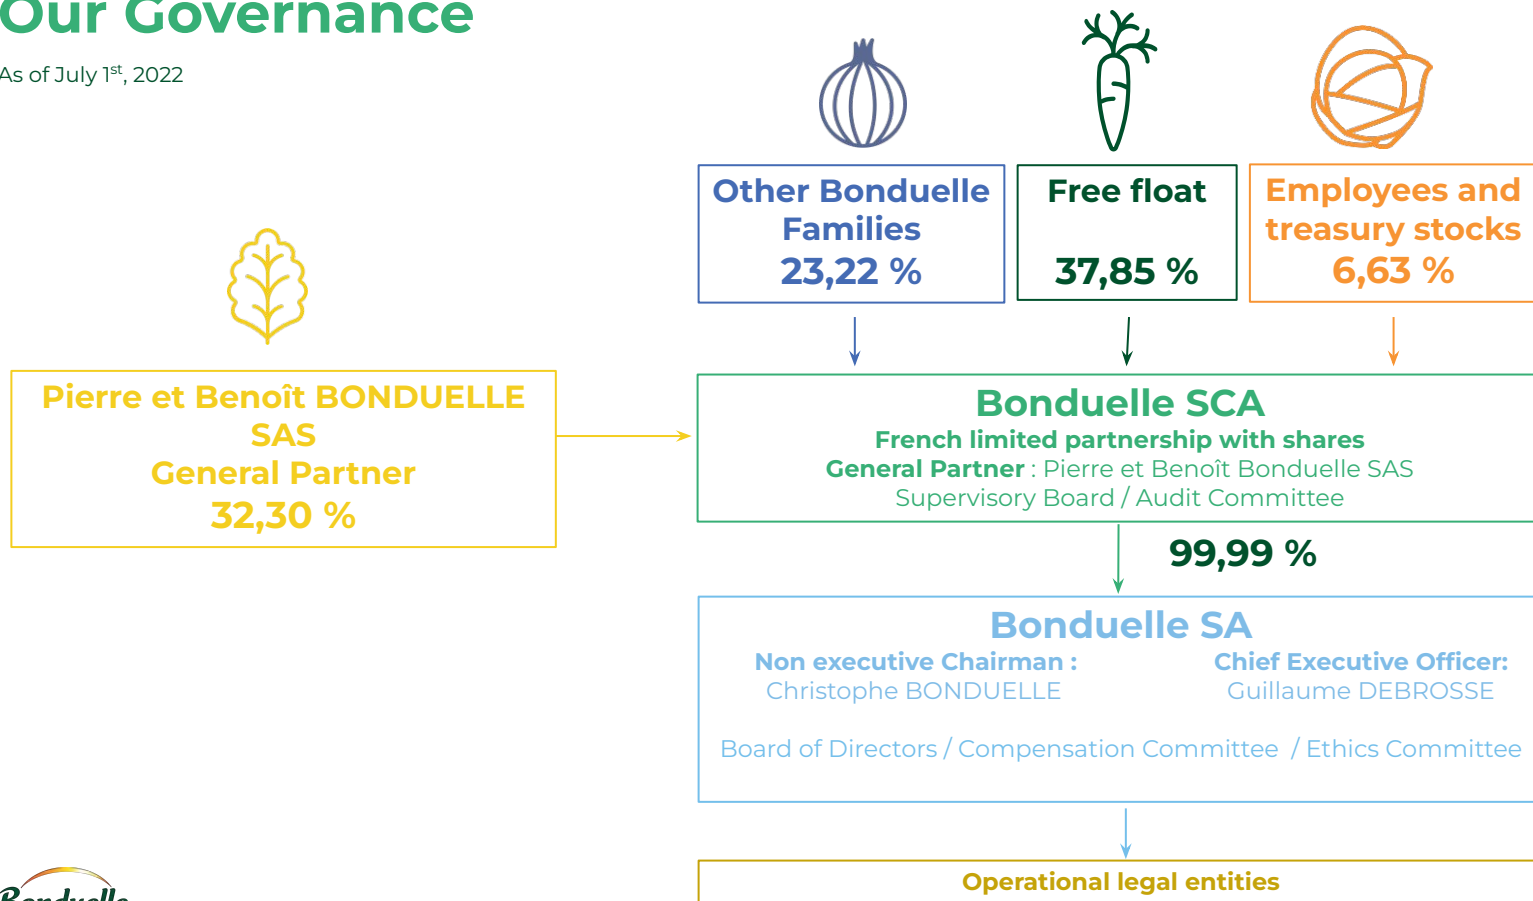 Our Governance
As of July 1st, 2022
Other Bonduelle
Families
23,22 %
Free float
37,85 %
Employees and
treasury stocks
6,63 %
Pierre et Benoît BONDUELLE
SAS
General Partner
32,30 %
Bonduelle SCA
French limited partnership with shares
General Partner : Pierre et Benoît Bonduelle SAS
Supervisory Board / Audit Committee
99,99 %
Bonduelle SA
Non executive Chairman :
Christophe BONDUELLE
Chief Executive Officer:
Guillaume DEBROSSE
Board of Directors / Compensation Committee / Ethics Committee
Operational legal entities
Bonduelle